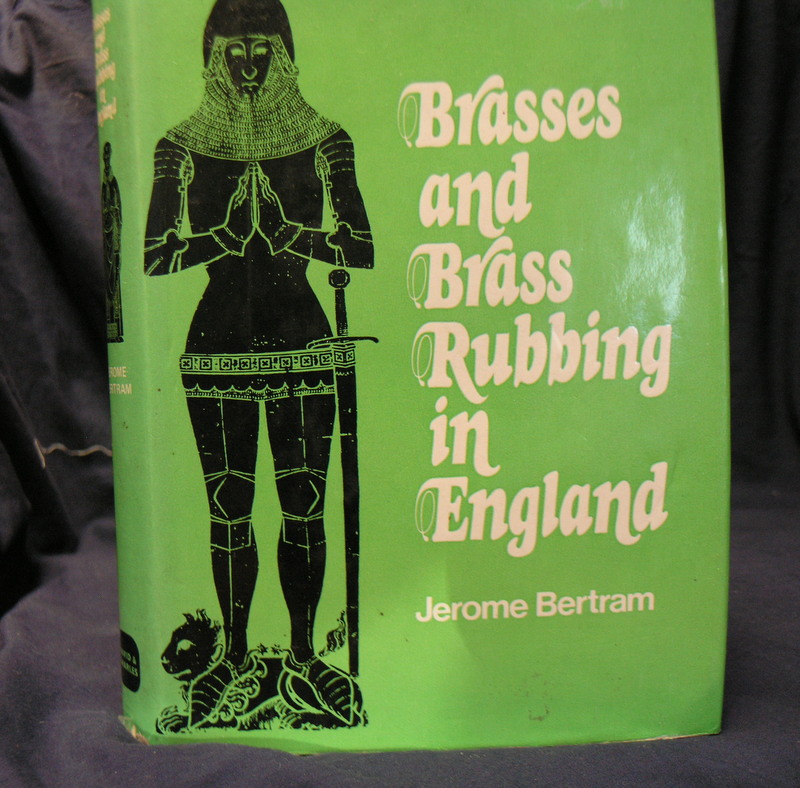 Brasses
and
Brass
Rubbing
in
England
Jerome Bertram